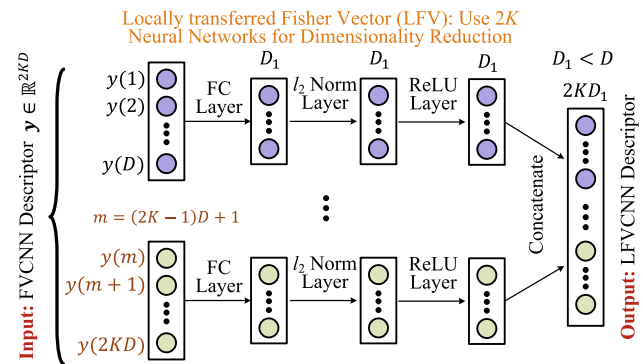 Locally transferred Fisher Vector (LFV): Use 2K
Neural Networks for Dimensionality Reduction
Input: FVCNN Descriptor y ∈ ℝ^{2KD}
y(1)
y(2)
y(D)
FC
Layer
D₁
l₂ Norm
Layer
D₁
ReLU
Layer
D₁
D₁ < D
2KD₁
m = (2K − 1)D + 1
y(m)
y(m + 1)
y(2KD)
FC
Layer
l₂ Norm
Layer
ReLU
Layer
Concatenate
Output: LFVCNN Descriptor